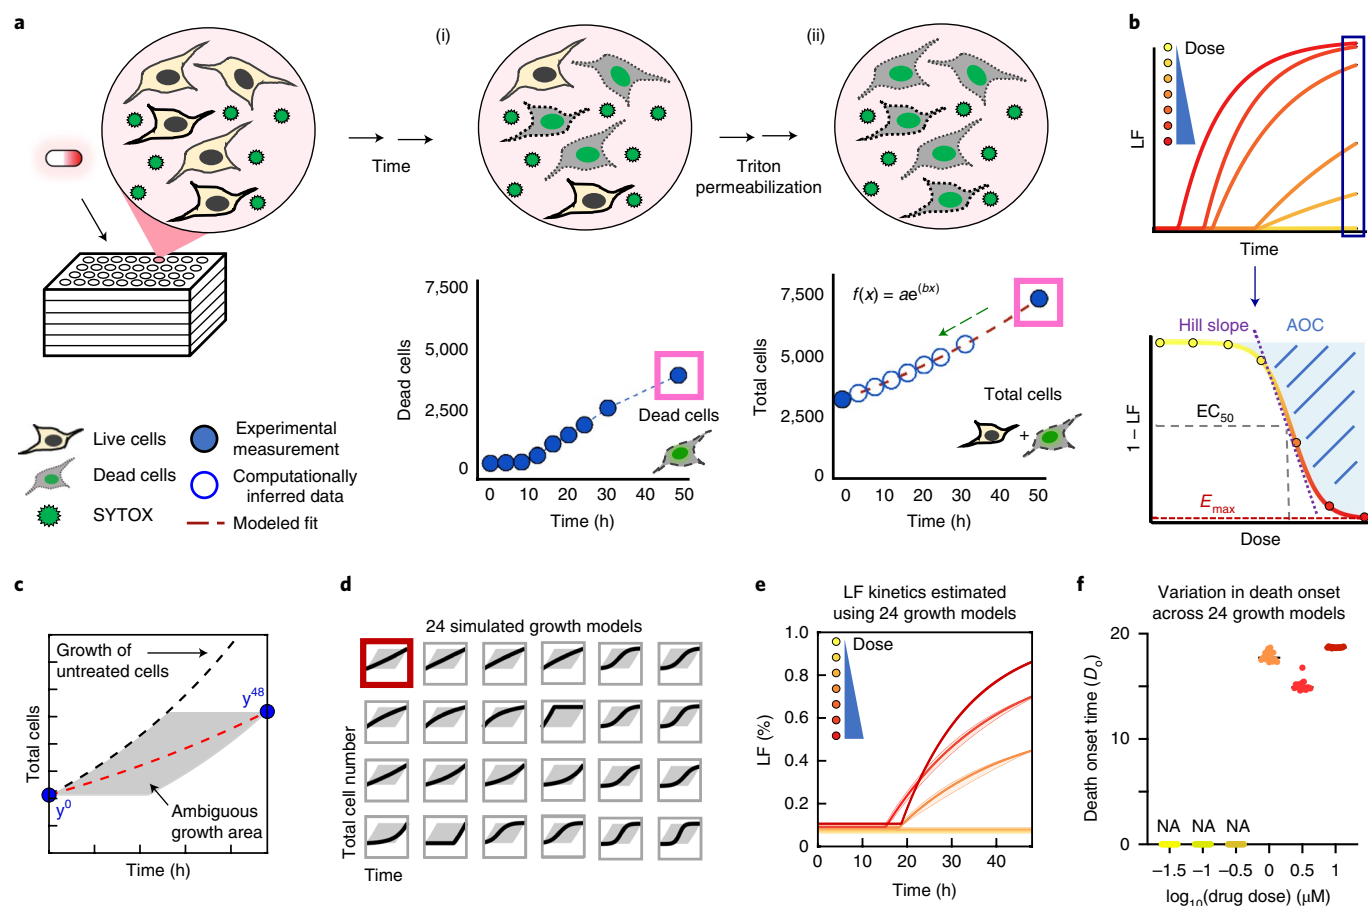 a
(i)
(ii)
Time
Triton
permeabilization
7,500
5,000
2,500
0
Dead cells
0 10 20 30 40 50
Time (h)
Dead cells
7,500
5,000
2,500
0
Total cells
f(x) = ae^(bx)
Total cells
+
0 10 20 30 40 50
Time (h)
Live cells
Dead cells
SYTOX
Experimental
measurement
Computationally
inferred data
Modeled fit
b
Dose
LF
Time
Hill slope
AOC
EC50
1 – LF
Emax
Dose
c
Growth of
untreated cells
y^48
y^0
Ambiguous
growth area
Total cells
Time (h)
d
24 simulated growth models
Total cell number
Time
e
LF kinetics estimated
using 24 growth models
1.0
0.8
0.6
0.4
0.2
0
Dose
LF (%)
0 20 40
Time (h)
f
Variation in death onset
across 24 growth models
20
10
0
Death onset time (Do)
NA NA NA
–1.5 –1 –0.5 0 0.5 1
log10(drug dose) (μM)